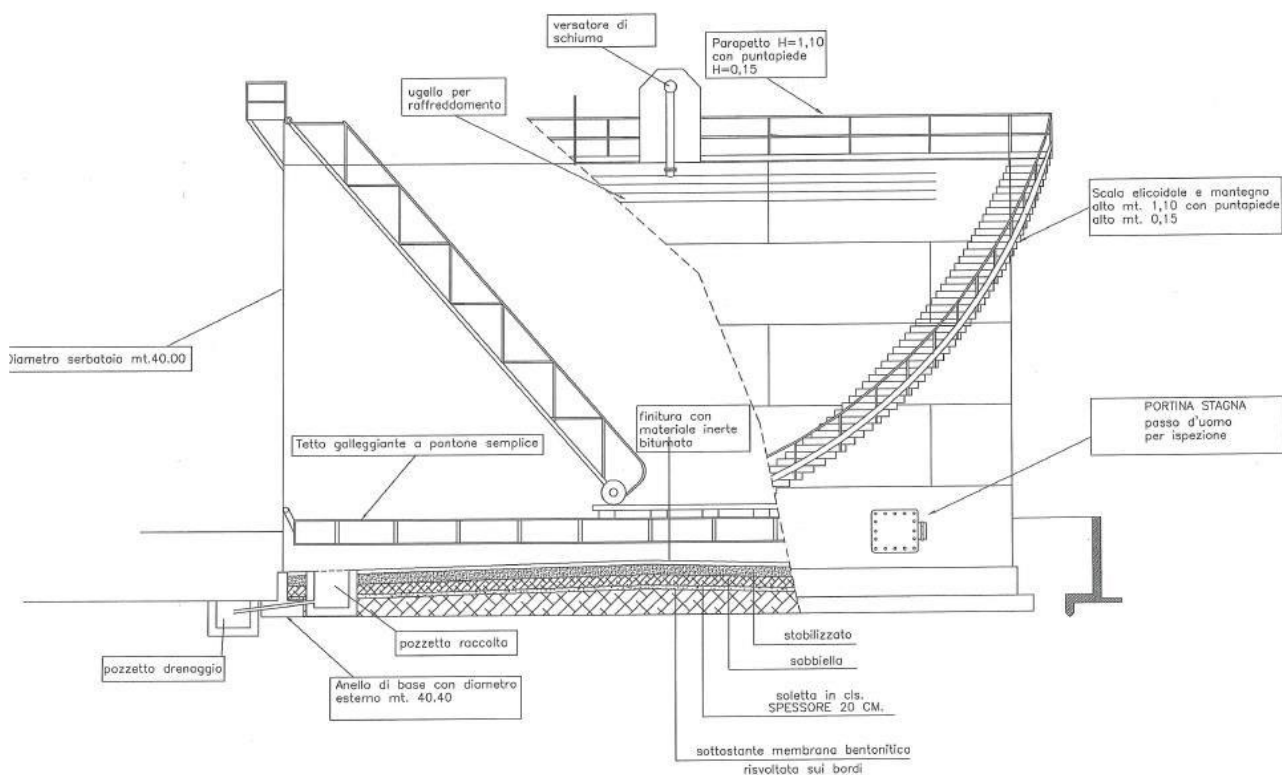 versatore di
schiuma
Parapetto H=1,10
con puntapiede
H=0,15
ugello per
raffreddamento
Scala elicoidale e mantegno
alto mt. 1,10 con puntapiede
alto mt. 0,15
Diametro serbatoio mt.40.00
finitura con
materiale inerte
bitumato
PORTINA STAGNA
passo d'uomo
per ispezione
Tetto galleggiante a pontone semplice
stabilizzato
pozzetto raccolta
pozzetto drenaggio
sabbiella
Anello di base con diametro
esterno mt. 40.40
soletta in cls.
SPESSORE 20 CM.
sottostante membrana bentonitica
risvoltata sui bordi